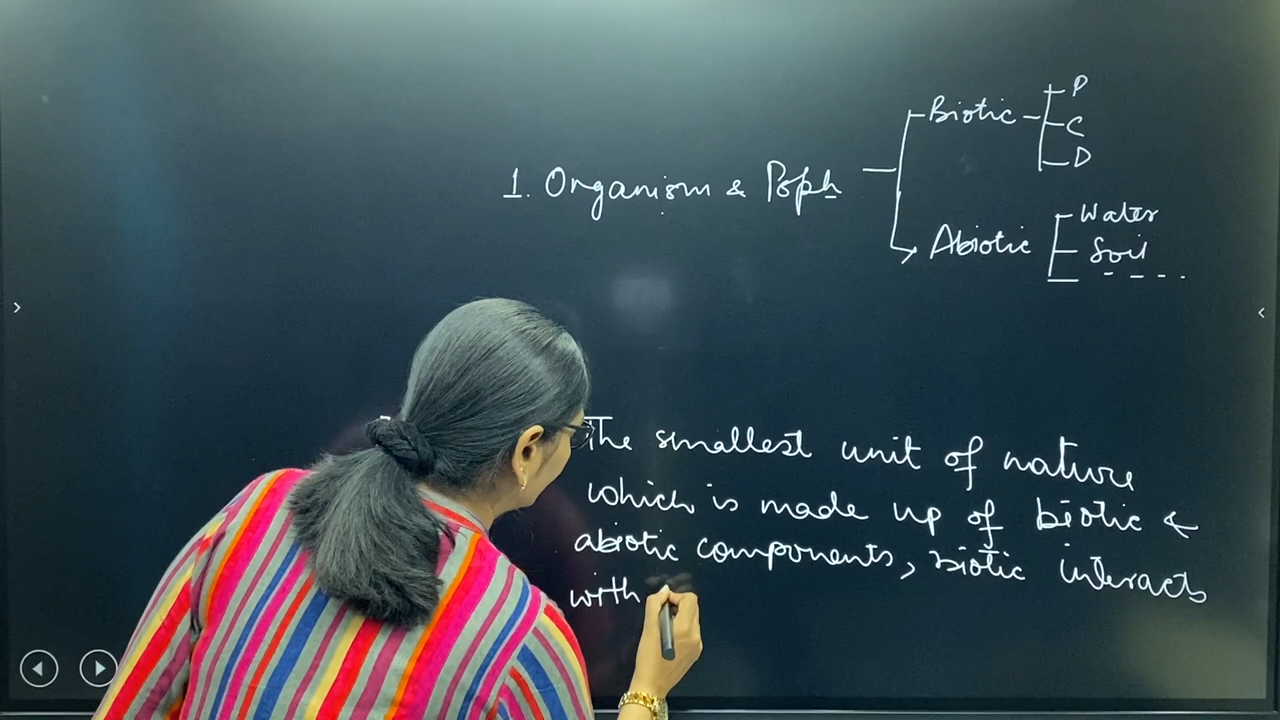 P
Biotic
C
D
1. Organism & Popn
Water
Abiotic
Soil
The smallest unit of nature
which is made up of biotic &
abiotic components, biotic interacts
with